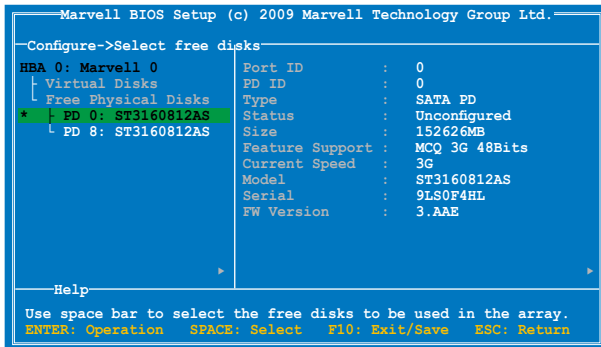 Marvell BIOS Setup (c) 2009 Marvell Technology Group Ltd.
Configure->Select free disks
HBA 0: Marvell 0
Virtual Disks
Free Physical Disks
* PD 0: ST3160812AS
PD 8: ST3160812AS
Port ID : 0
PD ID : 0
Type : SATA PD
Status : Unconfigured
Size : 152626MB
Feature Support : MCQ 3G 48Bits
Current Speed : 3G
Model : ST3160812AS
Serial : 9LS0F4HL
FW Version : 3.AAE
Help
Use space bar to select the free disks to be used in the array.
ENTER: Operation SPACE: Select F10: Exit/Save ESC: Return